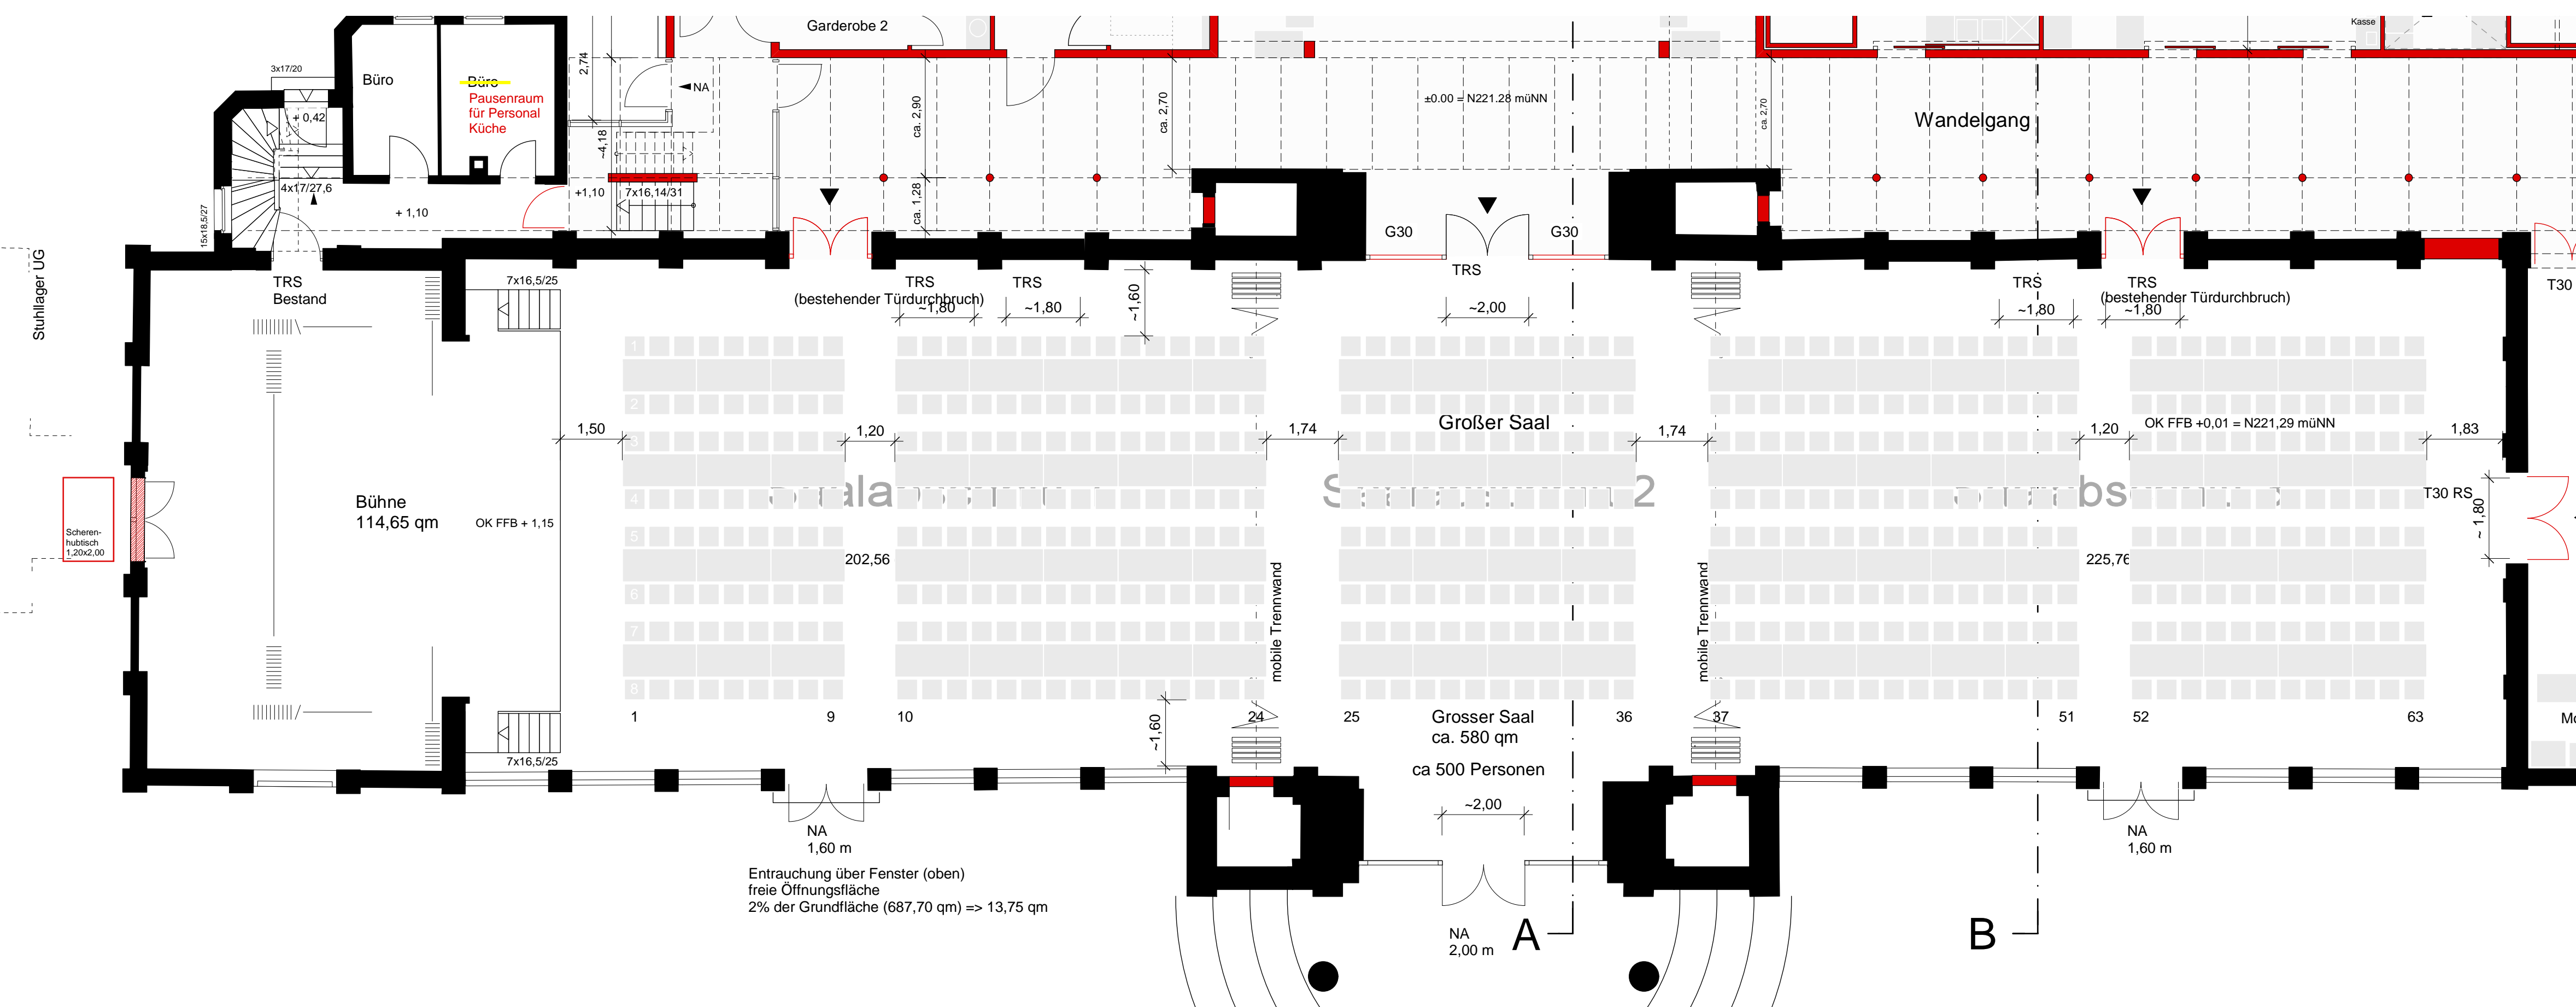 Garderobe 2
Kasse
3x17/20
Büro
Büro
Pausenraum
für Personal
Küche
2,74
NA
ca. 2,90
ca. 2,70
±0.00 = N221.28 müNN
ca. 2,70
Wandelgang
+ 0,42
~4,18
4x17/27,6
+1,10
7x16,14/31
ca. 1,28
+ 1,10
15x18,5/27
G30
G30
Stuhllager UG
TRS
Bestand
7x16,5/25
TRS
TRS
(bestehender Türdurchbruch)
~1,80
~1,80
~1,60
TRS
~2,00
TRS
TRS
(bestehender Türdurchbruch)
~1,80
~1,80
T30
1
2
3
4
5
6
7
8
1,50
1,20
1,74
Großer Saal
1,74
1,20
OK FFB +0,01 = N221,29 müNN
1,83
Bühne
114,65 qm
OK FFB + 1,15
2
T30 RS
~ 1,80
Scheren-
hubtisch
1,20x2,00
202,56
225,76
mobile Trennwand
mobile Trennwand
1
9
10
24
25
36
37
51
52
63
Grosser Saal
ca. 580 qm
ca 500 Personen
~1,60
7x16,5/25
~2,00
NA
1,60 m
NA
1,60 m
Entrauchung über Fenster (oben)
freie Öffnungsfläche
2% der Grundfläche (687,70 qm) => 13,75 qm
NA
2,00 m
A
B